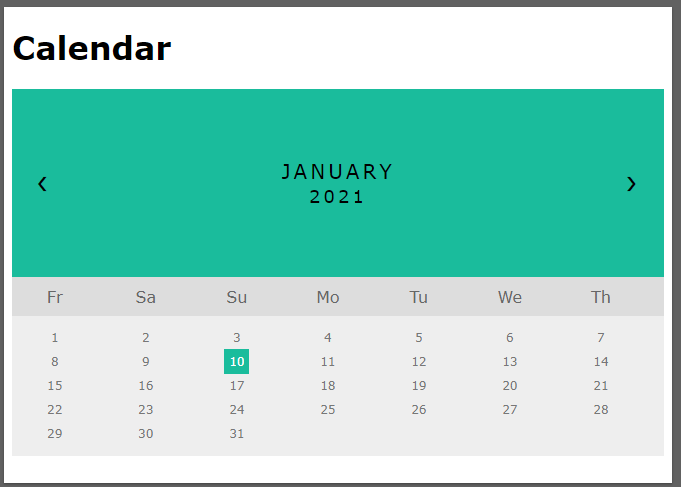 Calendar
‹ JANUARY ›
2021
Fr Sa Su Mo Tu We Th
1 2 3 4 5 6 7
8 9 10 11 12 13 14
15 16 17 18 19 20 21
22 23 24 25 26 27 28
29 30 31